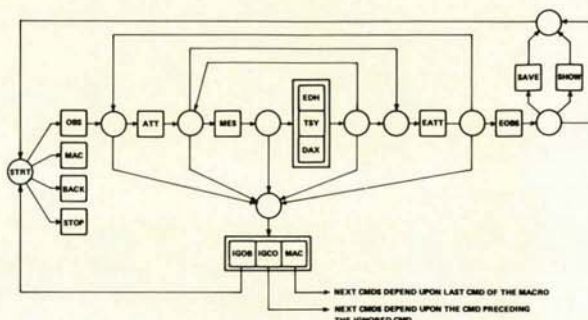 SAVE
SHOW
OBS
ATT
MES
EDH
TSY
DAX
EATT
EOBE
STRT
MAC
BACK
STOP
IGOB IGCO MAC
NEXT CMDS DEPEND UPON LAST CMD OF THE MACRO
NEXT CMDS DEPEND UPON THE CMD PRECEDING
THE IGNORED CMD